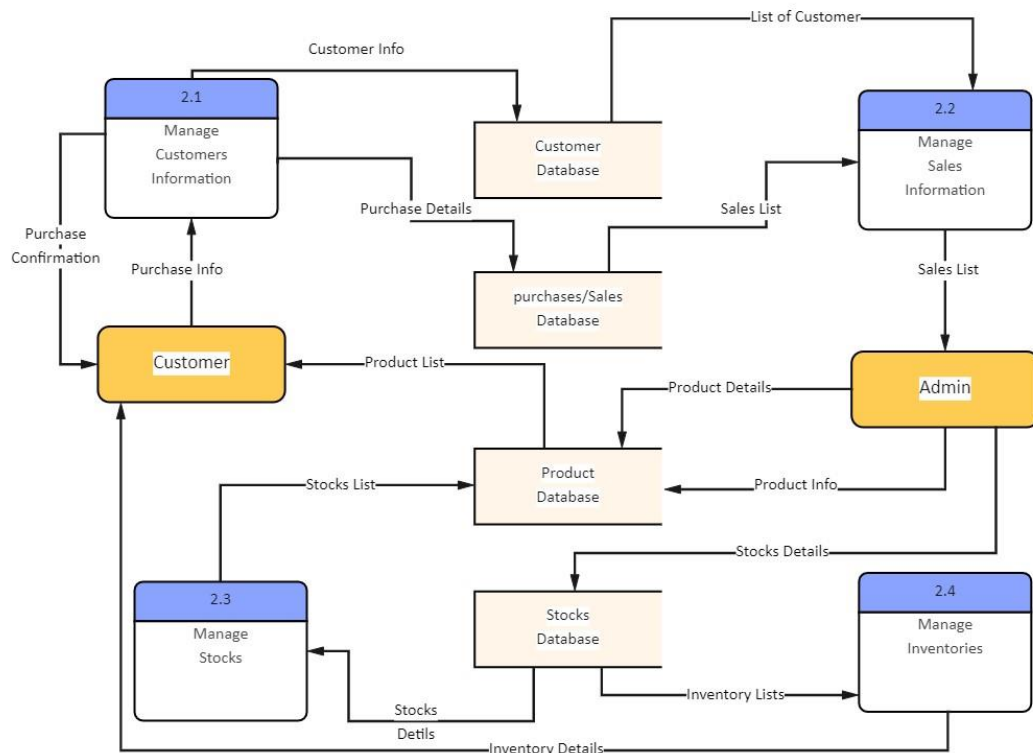 List of Customer
Customer Info
2.1
Manage
Customers
Information
2.2
Manage
Sales
Information
Customer
Database
Purchase Details
Sales List
Purchase
Confirmation
Purchase Info
Sales List
purchases/Sales
Database
Customer
Product List
Product Details
Admin
Product
Database
Stocks List
Product Info
Stocks Details
2.3
Manage
Stocks
Stocks
Database
2.4
Manage
Inventories
Inventory Lists
Stocks
Detils
Inventory Details